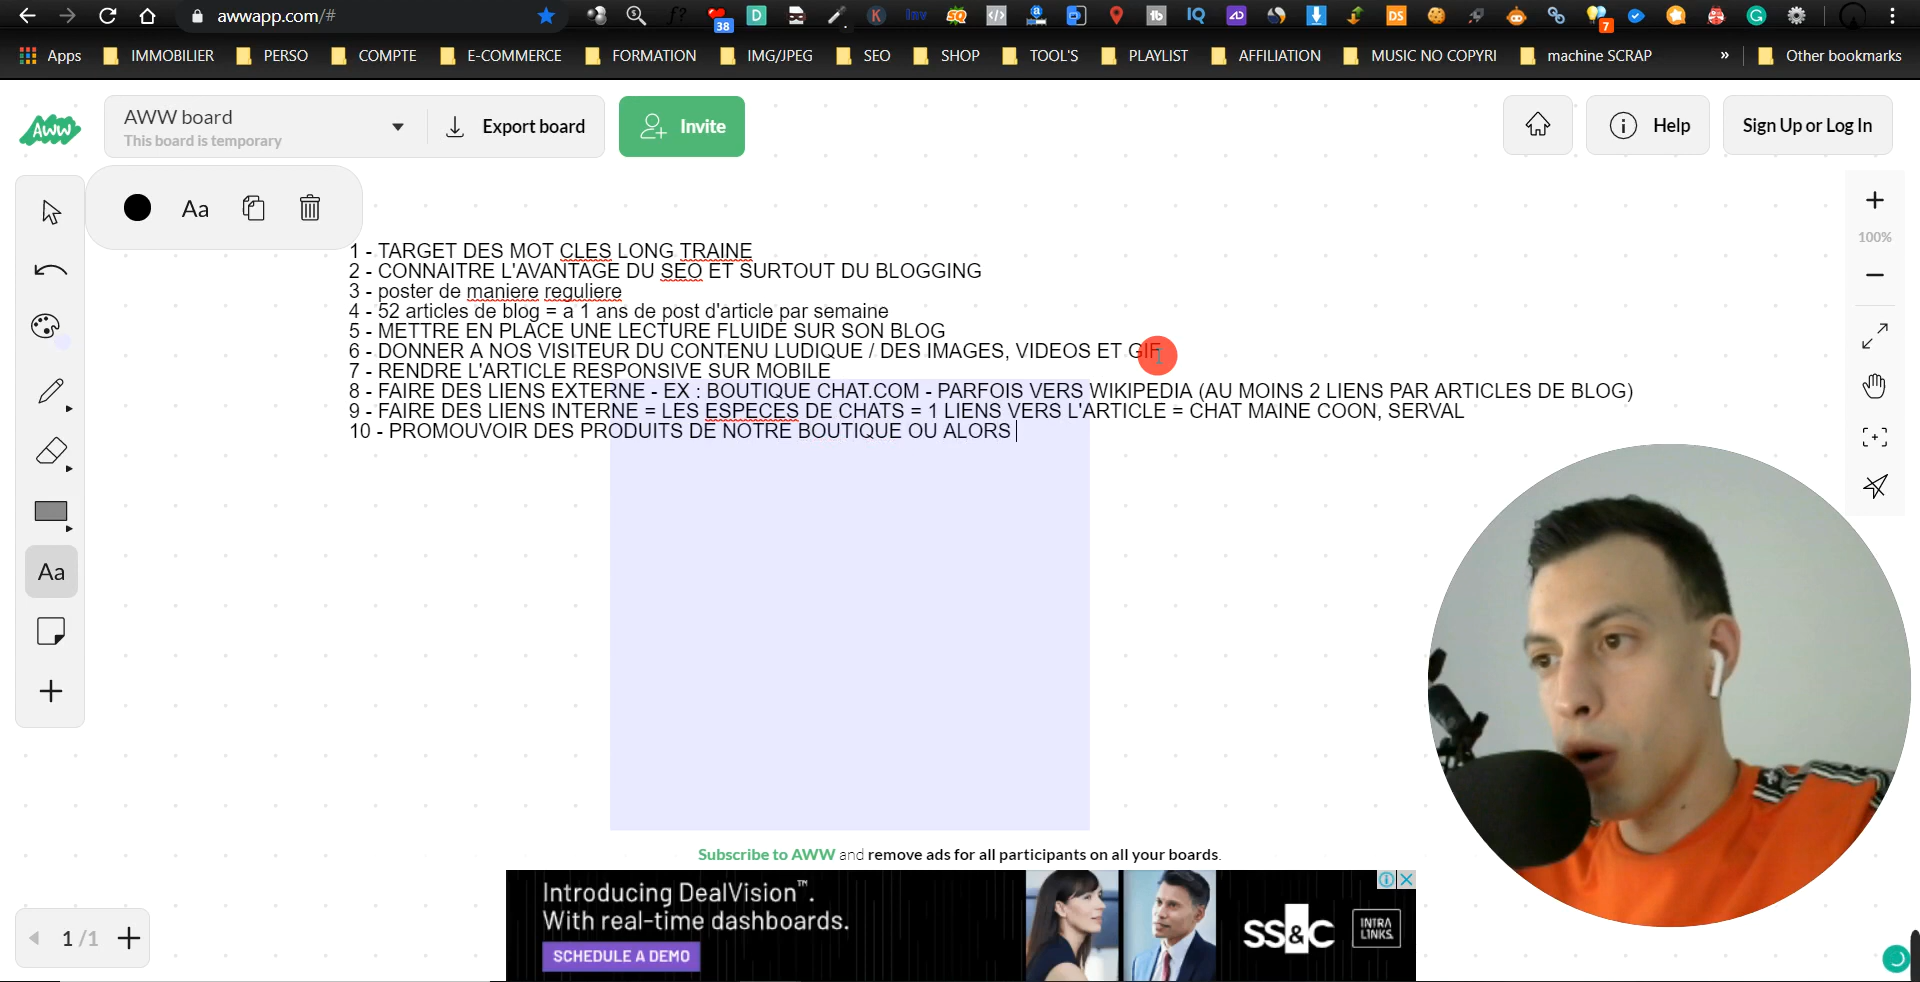 awwapp.com/#
f?
38
D
K
inv
SQ
</>
a
tb
IQ
DS
7
Apps
IMMOBILIER
PERSO
COMPTE
E-COMMERCE
FORMATION
IMG/JPEG
SEO
SHOP
TOOL'S
PLAYLIST
AFFILIATION
MUSIC NO COPYRI
machine SCRAP
»
Other bookmarks
AWW
AWW board
This board is temporary
Export board
Invite
Help
Sign Up or Log In
Aa
100%
1 - TARGET DES MOT CLES LONG TRAINE
2 - CONNAITRE L'AVANTAGE DU SEO ET SURTOUT DU BLOGGING
3 - poster de maniere reguliere
4 - 52 articles de blog = a 1 ans de post d'article par semaine
5 - METTRE EN PLACE UNE LECTURE FLUIDE SUR SON BLOG
6 - DONNER A NOS VISITEUR DU CONTENU LUDIQUE / DES IMAGES, VIDEOS ET GIF
7 - RENDRE L'ARTICLE RESPONSIVE SUR MOBILE
8 - FAIRE DES LIENS EXTERNE - EX : BOUTIQUE CHAT.COM - PARFOIS VERS WIKIPEDIA (AU MOINS 2 LIENS PAR ARTICLES DE BLOG)
9 - FAIRE DES LIENS INTERNE = LES ESPECES DE CHATS = 1 LIENS VERS L'ARTICLE = CHAT MAINE COON, SERVAL
10 - PROMOUVOIR DES PRODUITS DE NOTRE BOUTIQUE OU ALORS
Aa
Subscribe to AWW and remove ads for all participants on all your boards.
Introducing DealVision™.
With real-time dashboards.
SCHEDULE A DEMO
SS&C
INTRA
LINKS
1 /1